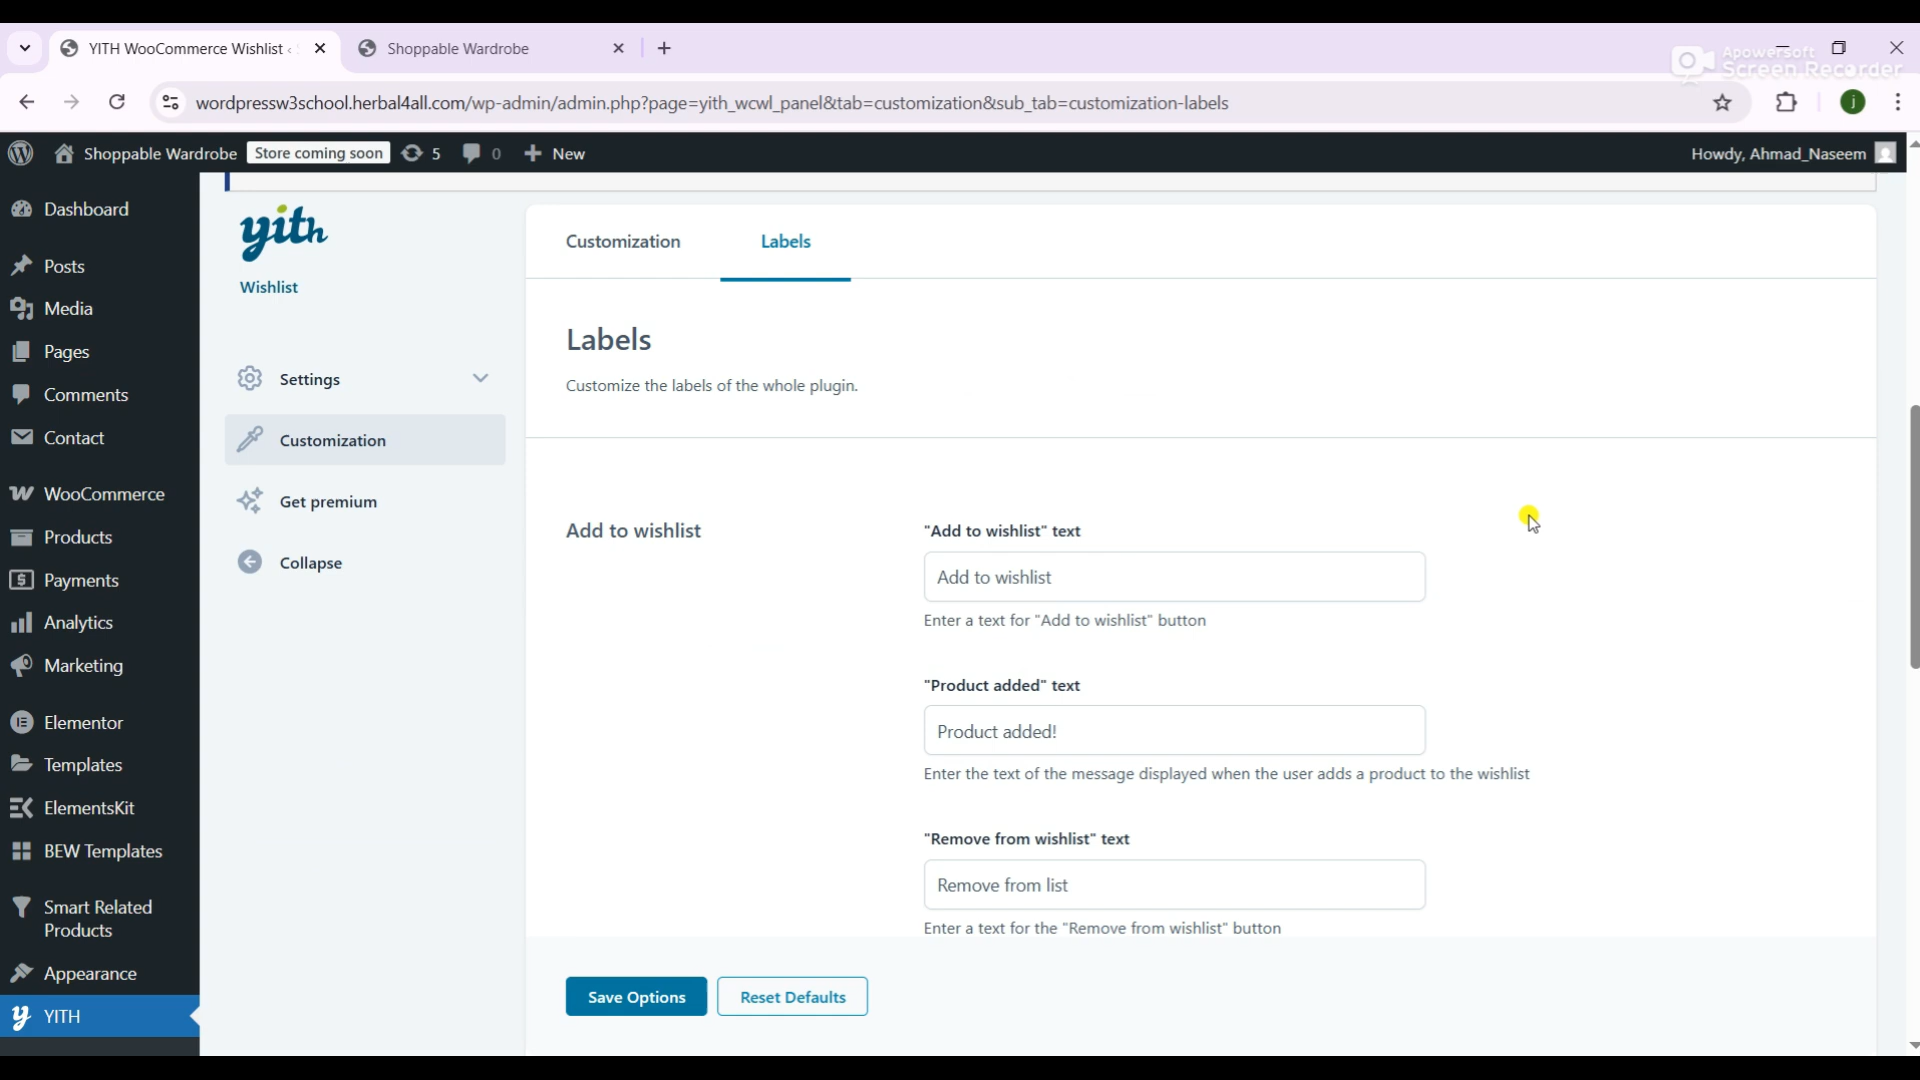 YITH WooCommerce Wishlist ‹
Shoppable Wardrobe
Apowersoft
Screen Recorder
wordpressw3school.herbal4all.com/wp-admin/admin.php?page=yith_wcwl_panel&tab=customization&sub_tab=customization-labels
j
Shoppable Wardrobe
Store coming soon
5
0
New
Howdy, Ahmad_Naseem
Dashboard
Posts
Media
Pages
Comments
Contact
WooCommerce
Products
Payments
Analytics
Marketing
Elementor
Templates
ElementsKit
BEW Templates
Smart Related
Products
Appearance
YITH
yith
Wishlist
Settings
Customization
Get premium
Collapse
Customization
Labels
Labels
Customize the labels of the whole plugin.
Add to wishlist
"Add to wishlist" text
Add to wishlist
Enter a text for "Add to wishlist" button
"Product added" text
Product added!
Enter the text of the message displayed when the user adds a product to the wishlist
"Remove from wishlist" text
Remove from list
Enter a text for the "Remove from wishlist" button
Save Options
Reset Defaults